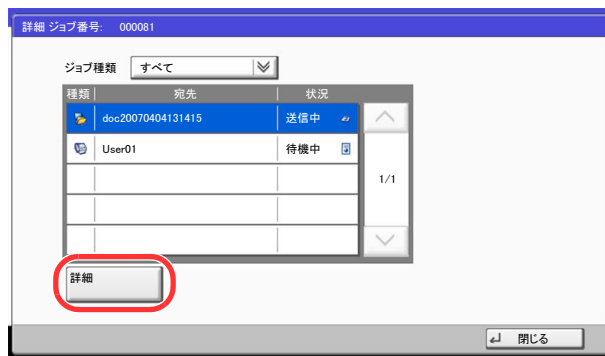 詳細 ジョブ番号: 000081
ジョブ種類 すべて
種類 宛先 状況
doc20070404131415 送信中
User01 待機中
1/1
詳細
閉じる